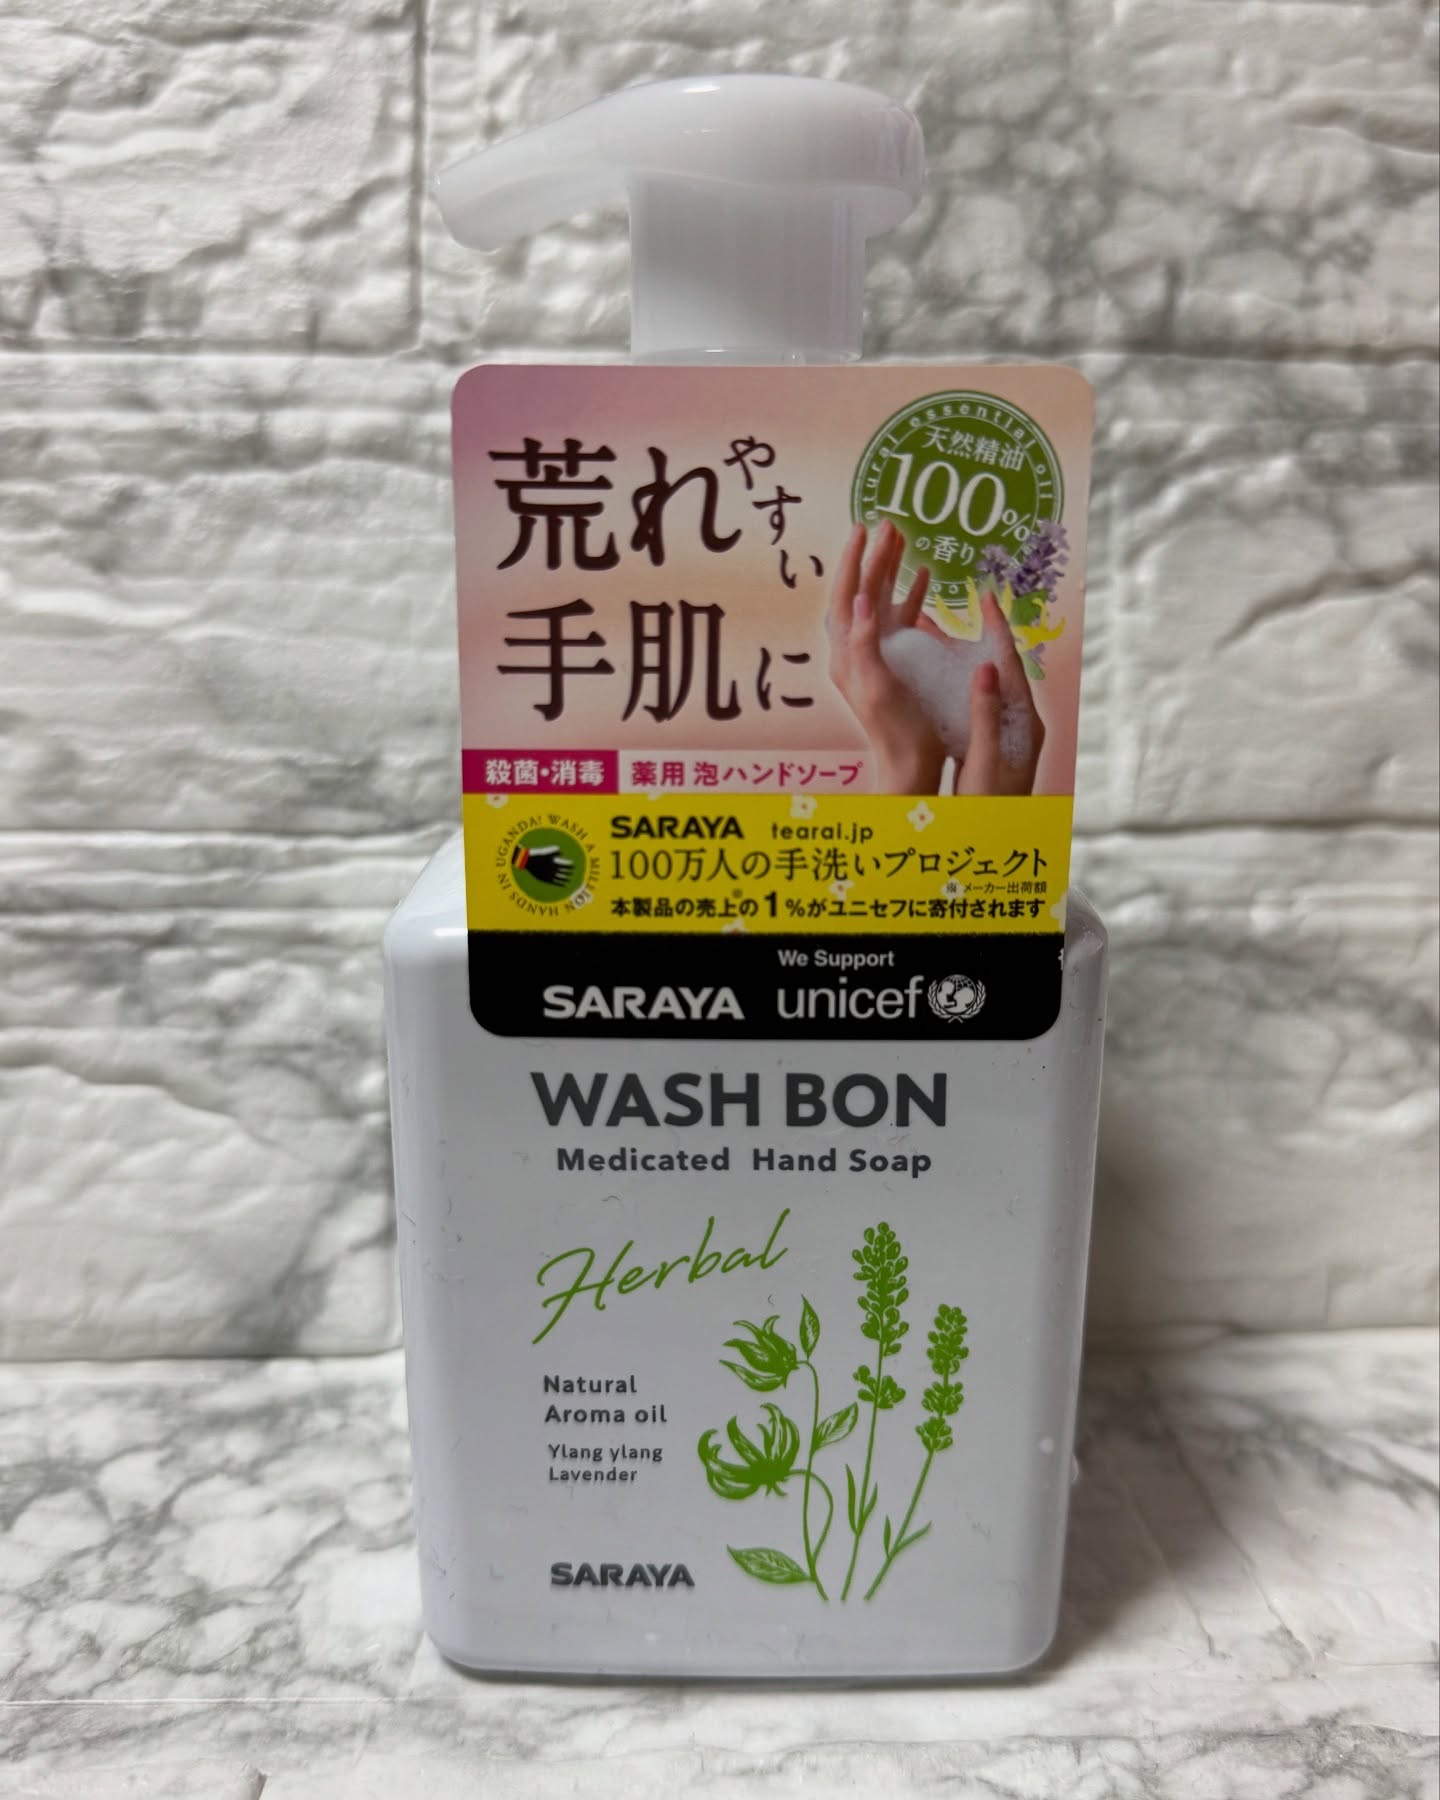 natural essential oil
天然精油
100%
の香り
荒れやすい
手肌に
殺菌・消毒 薬用 泡ハンドソープ
WASH A MILLION HANDS IN UGANDA!
SARAYA tearai.jp
100万人の手洗いプロジェクト
※ メーカー出荷額
本製品の売上※の1%がユニセフに寄付されます
We Support
SARAYA unicef
WASH BON
Medicated Hand Soap
Herbal
Natural
Aroma oil
Ylang ylang
Lavender
SARAYA